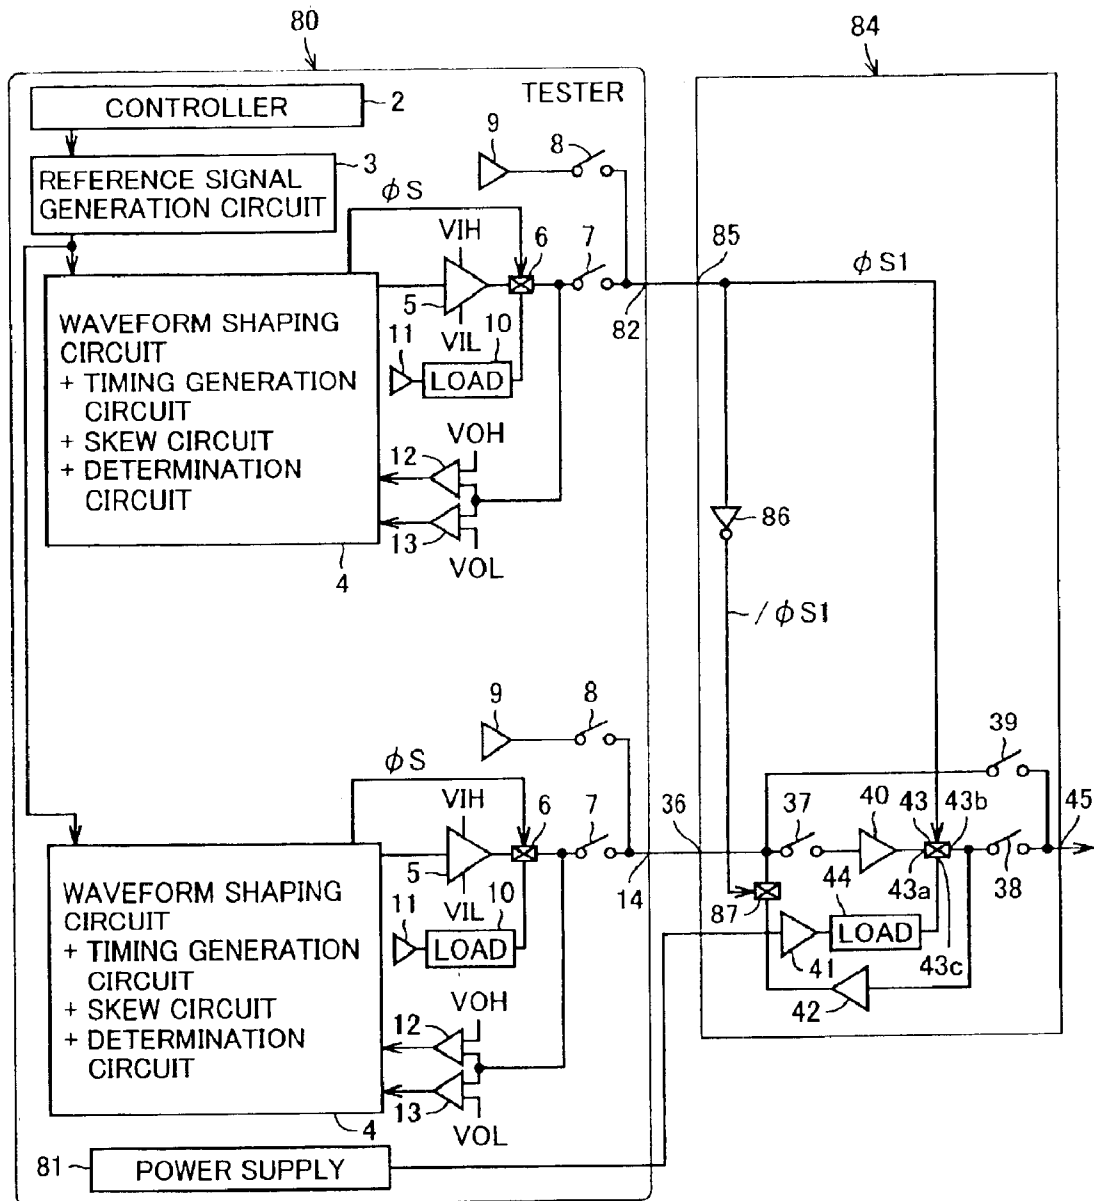 80
84
CONTROLLER
2
TESTER
9
8
3
REFERENCE SIGNAL
GENERATION CIRCUIT
ϕS
VIH
6
7
85
ϕS1
5
VIL
82
WAVEFORM SHAPING
CIRCUIT
+ TIMING GENERATION
CIRCUIT
+ SKEW CIRCUIT
+ DETERMINATION
CIRCUIT
11
10
LOAD
VOH
12
13
VOL
4
86
/ϕS1
9
8
39
ϕS
VIH
6
7
36
37
40
43
43b
45
5
VIL
14
87
44
43a
38
WAVEFORM SHAPING
CIRCUIT
+ TIMING GENERATION
CIRCUIT
+ SKEW CIRCUIT
+ DETERMINATION
CIRCUIT
11
10
LOAD
LOAD
41
43c
42
VOH
12
13
VOL
4
81
POWER SUPPLY